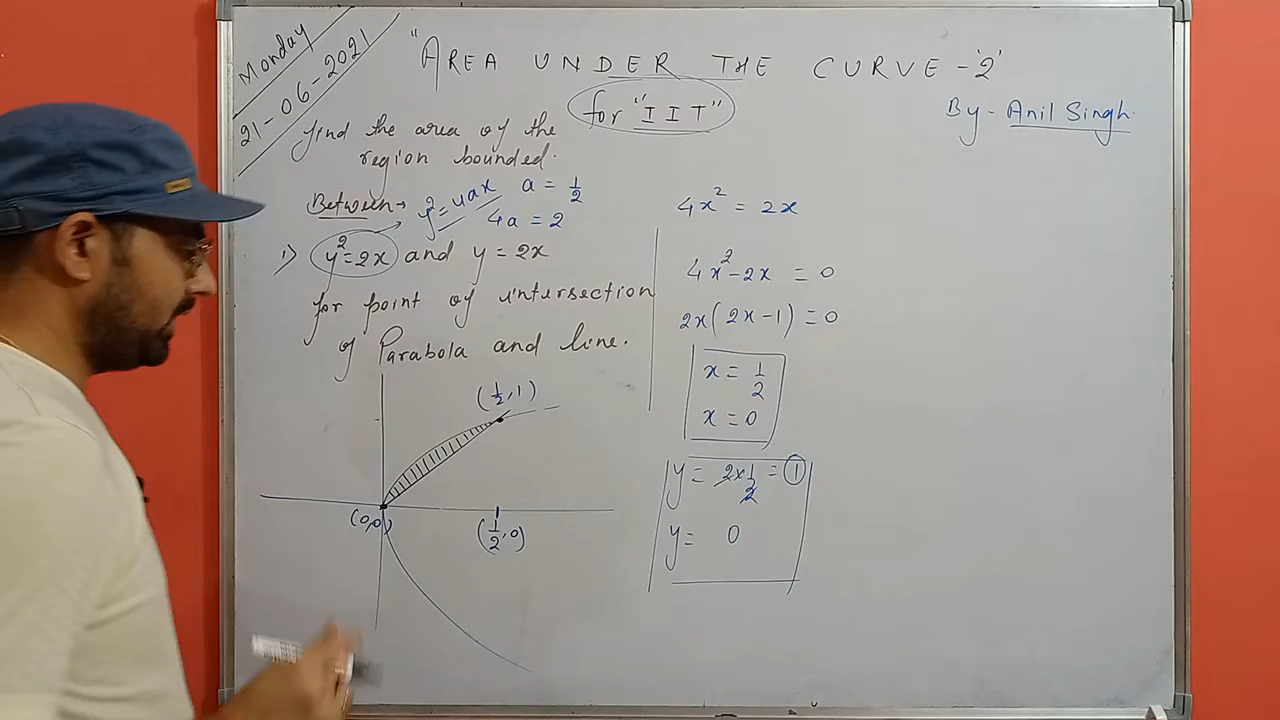 Monday
21-06-2021
"AREA UNDER THE CURVE-'2'
for "IIT"
By - Anil Singh.
find the area of the
region bounded.
Between→ y²=4ax a = 1/2
4a = 2
1) y²=2x and y = 2x
for point of intersection
of Parabola and line.
4x² = 2x
4x²-2x = 0
2x(2x-1)=0
x = 1/2
x = 0
y = 2×1/2 = 1
y = 0
(1/2,1)
(0,0)
(1/2,0)